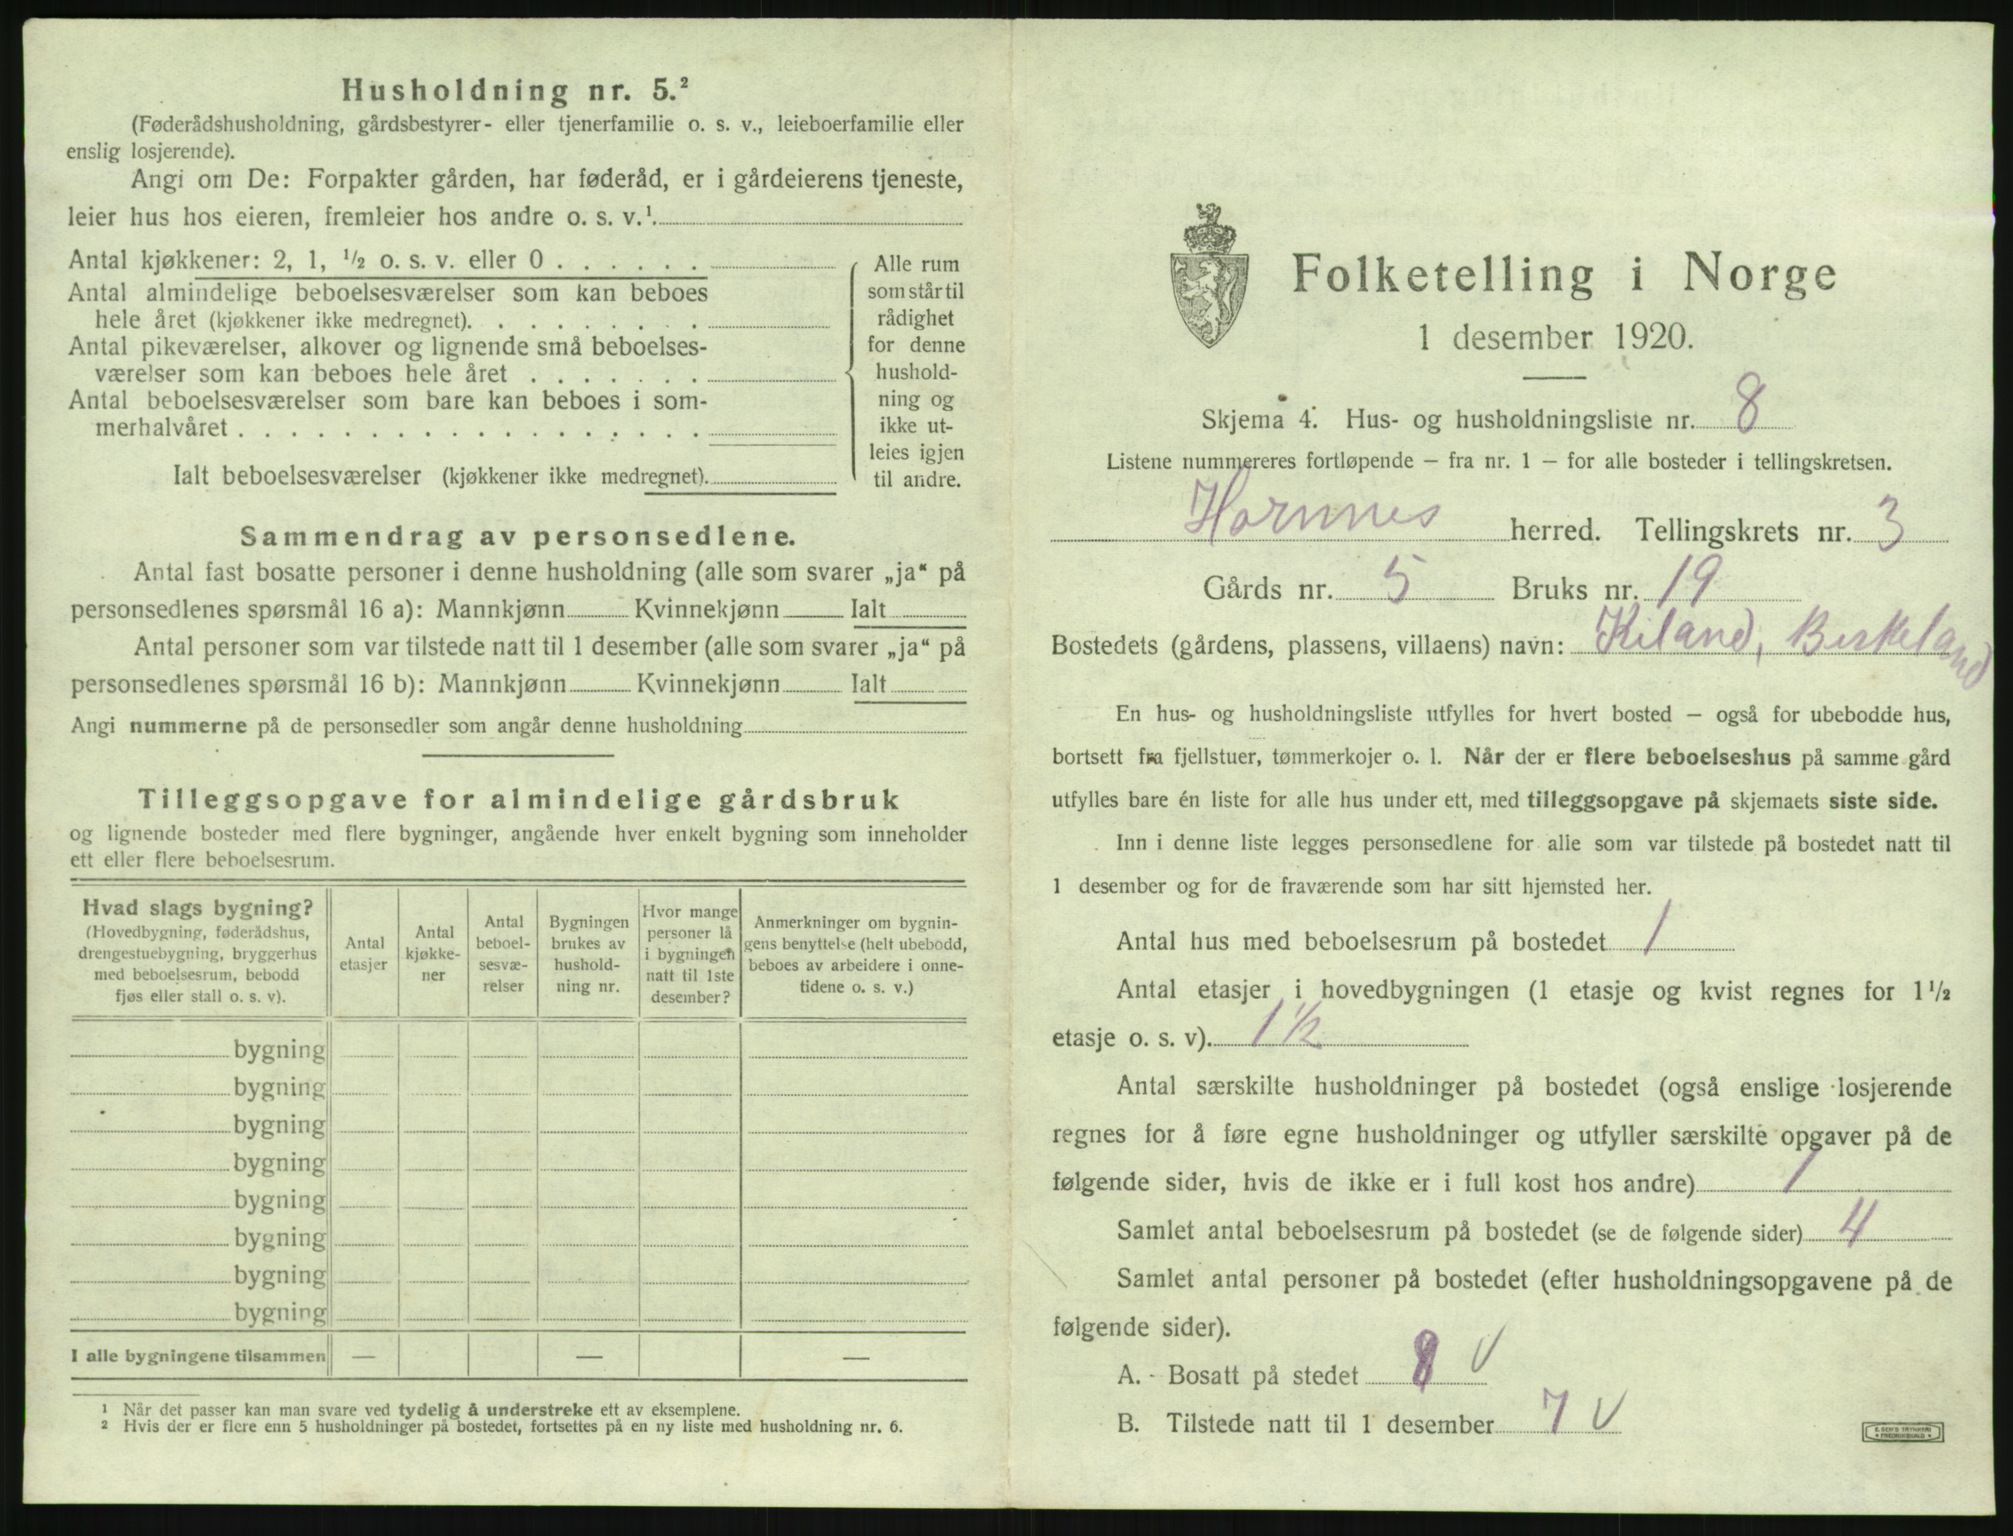 Husholdning nr. 5.²
(Føderådshusholdning, gårdsbestyrer- eller tjenerfamilie o. s. v., leieboerfamilie eller
enslig losjerende).
Angi om De: Forpakter gården, har føderåd, er i gårdeierens tjeneste,
leier hus hos eieren, fremleier hos andre o. s. v.¹
Antal kjøkkener: 2, 1, ½ o. s. v. eller 0 . . . . . .
Antal almindelige beboelsesværelser som kan beboes
hele året (kjøkkener ikke medregnet). . . . . . . . .
Antal pikeværelser, alkover og lignende små beboelses-
værelser som kan beboes hele året . . . . . . .
Antal beboelsesværelser som bare kan beboes i som-
merhalvåret . . . . . . . . . . . . . . . . . .
Ialt beboelsesværelser (kjøkkener ikke medregnet).
Alle rum
som står til
rådighet
for denne
hushold-
ning og
ikke ut-
leies igjen
til andre.
Sammendrag av personsedlene.
Antal fast bosatte personer i denne husholdning (alle som svarer „ja“ på
personsedlenes spørsmål 16 a): Mannkjønn Kvinnekjønn Ialt
Antal personer som var tilstede natt til 1 desember (alle som svarer „ja“ på
personsedlenes spørsmål 16 b): Mannkjønn Kvinnekjønn Ialt
Angi nummerne på de personsedler som angår denne husholdning
Tilleggsopgave for almindelige gårdsbruk
og lignende bosteder med flere bygninger, angående hver enkelt bygning som inneholder
ett eller flere beboelsesrum.
Hvad slags bygning?
(Hovedbygning, føderådshus,
drengestuebygning, bryggerhus
med beboelsesrum, bebodd
fjøs eller stall o. s. v).
Antal
etasjer
Antal
kjøkke-
ner
Antal
beboel-
sesvæ-
relser
Bygningen
brukes av
hushold-
ning nr.
Hvor mange
personer lå
i bygningen
natt til 1ste
desember?
Anmerkninger om bygnin-
gens benyttelse (helt ubebodd,
beboes av arbeidere i onne-
tidene o. s. v.)
bygning
bygning
bygning
bygning
bygning
bygning
bygning
bygning
I alle bygningene tilsammen — — —
¹ Når det passer kan man svare ved tydelig å understreke ett av eksemplene.
² Hvis der er flere enn 5 husholdninger på bostedet, fortsettes på en ny liste med husholdning nr. 6.
Folketelling i Norge
1 desember 1920.
Skjema 4. Hus- og husholdningsliste nr. 8
Listene nummereres fortløpende – fra nr. 1 – for alle bosteder i tellingskretsen.
Hornnes herred. Tellingskrets nr. 3
Gårds nr. 5 Bruks nr. 19
Bostedets (gårdens, plassens, villaens) navn: Kiland, Birkeland
En hus- og husholdningsliste utfylles for hvert bosted – også for ubebodde hus,
bortsett fra fjellstuer, tømmerkojer o. l. Når der er flere beboelseshus på samme gård
utfylles bare én liste for alle hus under ett, med tilleggsopgave på skjemaets siste side.
Inn i denne liste legges personsedlene for alle som var tilstede på bostedet natt til
1 desember og for de fraværende som har sitt hjemsted her.
Antal hus med beboelsesrum på bostedet 1
Antal etasjer i hovedbygningen (1 etasje og kvist regnes for 1½
etasje o. s. v). 1½
Antal særskilte husholdninger på bostedet (også enslige losjerende
regnes for å føre egne husholdninger og utfyller særskilte opgaver på de
følgende sider, hvis de ikke er i full kost hos andre) 1
Samlet antal beboelsesrum på bostedet (se de følgende sider) 4
Samlet antal personer på bostedet (efter husholdningsopgavene på de
følgende sider).
A. Bosatt på stedet 8 V
B. Tilstede natt til 1 desember 7 V